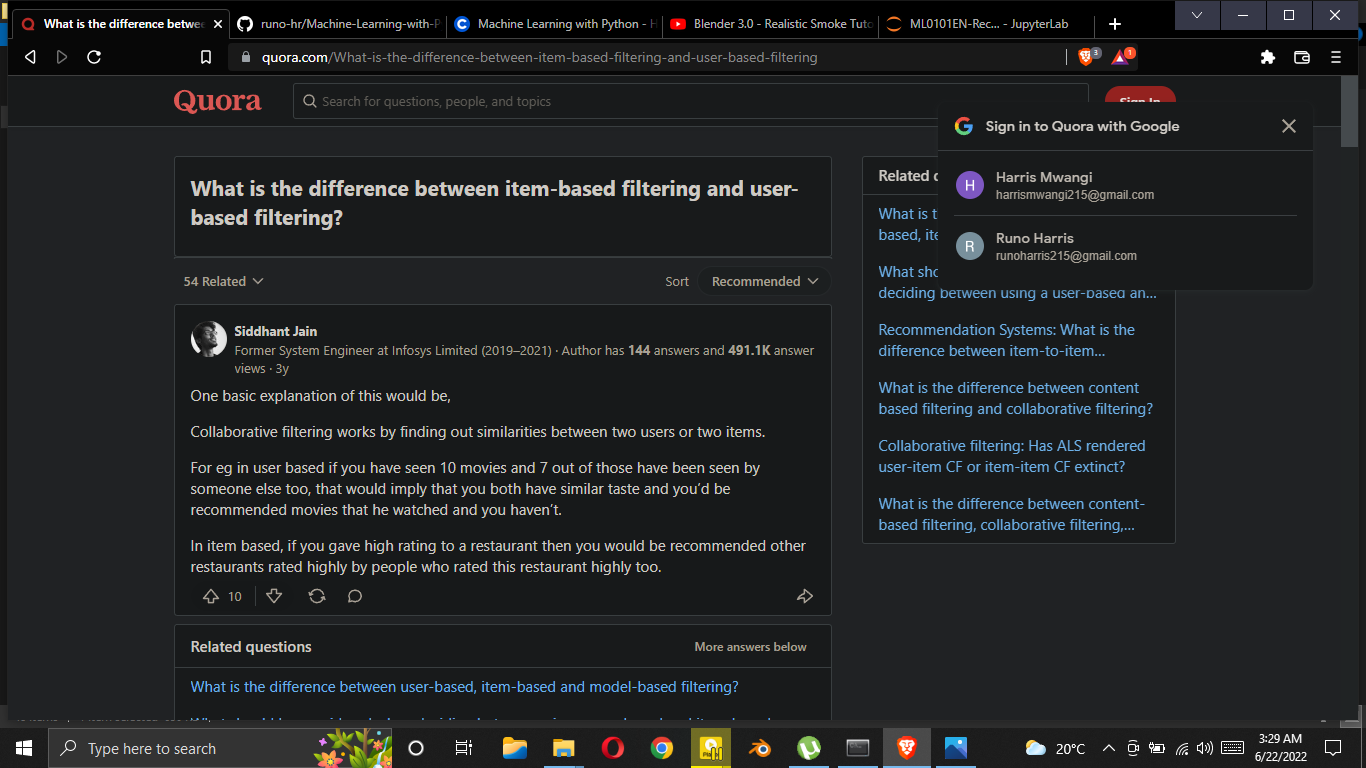 What is the difference betwe
runo-hr/Machine-Learning-with-P
Machine Learning with Python - H
Blender 3.0 - Realistic Smoke Tuto
ML0101EN-Rec... - JupyterLab
quora.com/What-is-the-difference-between-item-based-filtering-and-user-based-filtering
3
1
Quora
Search for questions, people, and topics
Sign In
Sign in to Quora with Google
H
Harris Mwangi
harrismwangi215@gmail.com
R
Runo Harris
runoharris215@gmail.com
What is the difference between item-based filtering and user-
based filtering?
54 Related
Sort
Recommended
Siddhant Jain
Former System Engineer at Infosys Limited (2019–2021) · Author has 144 answers and 491.1K answer
views · 3y
One basic explanation of this would be,
Collaborative filtering works by finding out similarities between two users or two items.
For eg in user based if you have seen 10 movies and 7 out of those have been seen by
someone else too, that would imply that you both have similar taste and you'd be
recommended movies that he watched and you haven't.
In item based, if you gave high rating to a restaurant then you would be recommended other
restaurants rated highly by people who rated this restaurant highly too.
10
Related questions
More answers below
What is the difference between user-based, item-based and model-based filtering?
Related
What is t
based, ite
What sho
deciding between using a user-based an...
Recommendation Systems: What is the
difference between item-to-item...
What is the difference between content
based filtering and collaborative filtering?
Collaborative filtering: Has ALS rendered
user-item CF or item-item CF extinct?
What is the difference between content-
based filtering, collaborative filtering,...
Type here to search
20°C
3:29 AM
6/22/2022